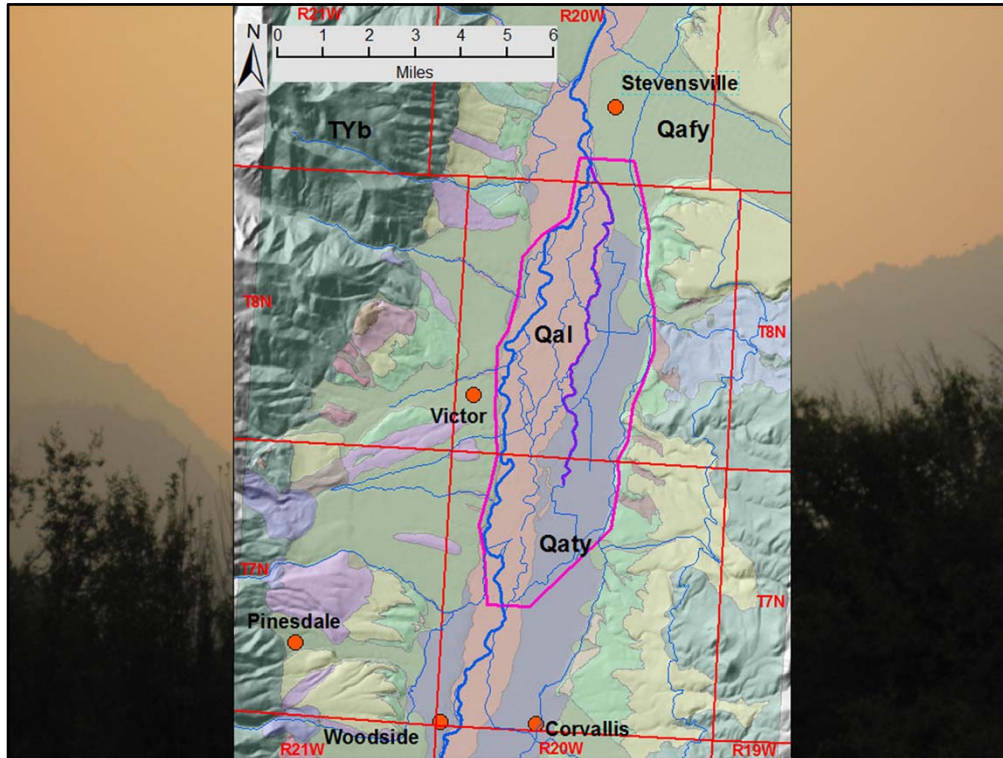 R21W
R20W
N
0 1 2 3 4 5 6
Miles
Stevensville
TYb
Qafy
T8N
T8N
Qal
Victor
Qaty
T7N
T7N
Pinesdale
Woodside
Corvallis
R21W
R20W
R19W